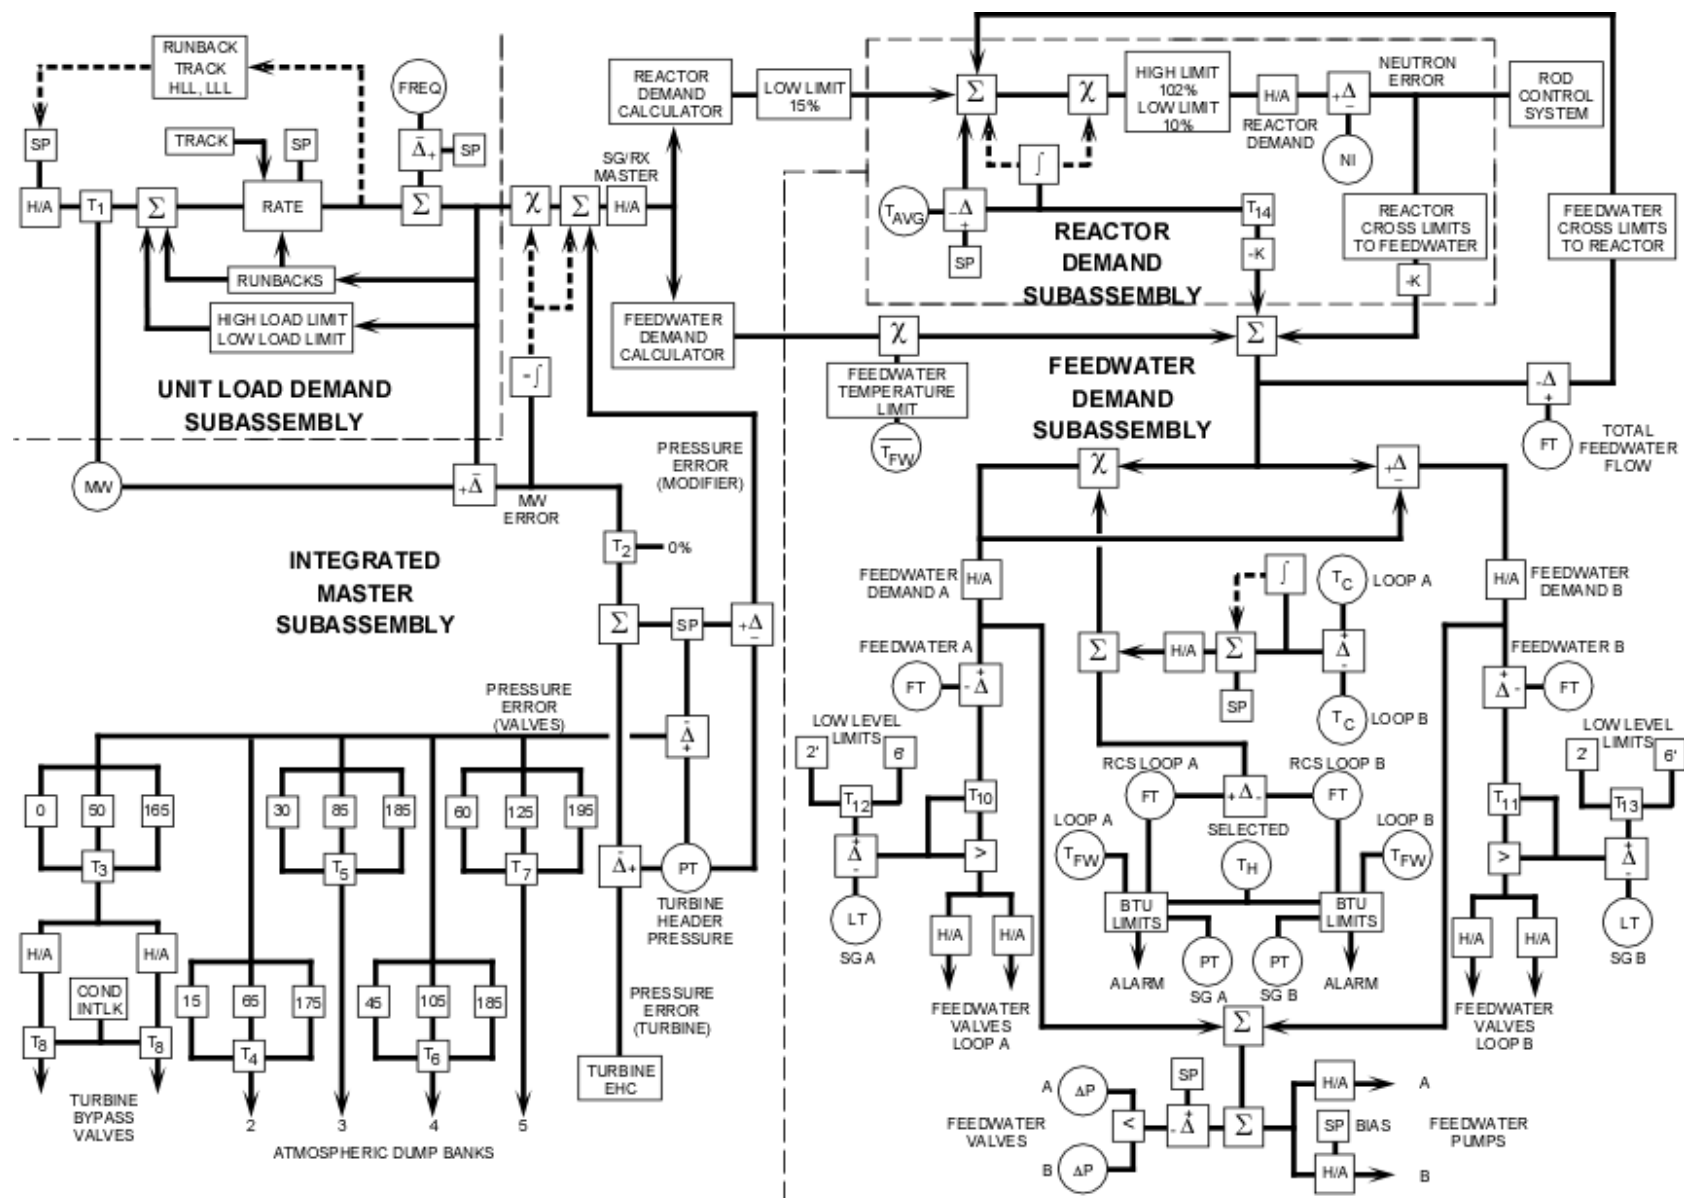 RUNBACK
TRACK
HLL, LLL
FREQ
SP
TRACK
SP
Δ̄+
SP
H/A
T1
Σ
RATE
Σ
RUNBACKS
HIGH LOAD LIMIT
LOW LOAD LIMIT
UNIT LOAD DEMAND
SUBASSEMBLY
MW
+Δ̄
MW
ERROR
χ
Σ
SG/RX
MASTER
H/A
-∫
REACTOR
DEMAND
CALCULATOR
LOW LIMIT
15%
FEEDWATER
DEMAND
CALCULATOR
PRESSURE
ERROR
(MODIFIER)
INTEGRATED
MASTER
SUBASSEMBLY
T2
0%
Σ
SP
+Δ-
PRESSURE
ERROR
(VALVES)
Δ̄+
0
50
165
T3
30
85
185
T5
60
125
195
T7
Δ̄+
PT
TURBINE
HEADER
PRESSURE
H/A
H/A
COND
INTLK
T8
T8
15
65
175
T4
45
105
185
T6
PRESSURE
ERROR
(TURBINE)
TURBINE
EHC
TURBINE
BYPASS
VALVES
2
3
4
5
ATMOSPHERIC DUMP BANKS
Σ
χ
HIGH LIMIT
102%
LOW LIMIT
10%
H/A
REACTOR
DEMAND
+Δ-
NEUTRON
ERROR
NI
ROD
CONTROL
SYSTEM
∫
TAVG
-Δ+
SP
T14
-K
REACTOR
DEMAND
SUBASSEMBLY
REACTOR
CROSS LIMITS
TO FEEDWATER
-K
FEEDWATER
CROSS LIMITS
TO REACTOR
χ
FEEDWATER
TEMPERATURE
LIMIT
TFW
Σ
FEEDWATER
DEMAND
SUBASSEMBLY
-Δ+
FT
TOTAL
FEEDWATER
FLOW
χ
+Δ-
FEEDWATER
DEMAND A
H/A
∫
TC
LOOP A
H/A
FEEDWATER
DEMAND B
Σ
H/A
Σ
SP
+Δ-
TC
LOOP B
FEEDWATER A
FT
-Δ+
FEEDWATER B
+Δ-
FT
LOW LEVEL
LIMITS
2'
6'
T12
T10
+Δ-
>
LT
SG A
H/A
H/A
FEEDWATER
VALVES
LOOP A
RCS LOOP A
RCS LOOP B
FT
+Δ-
FT
SELECTED
TH
LOOP A
TFW
LOOP B
TFW
BTU
LIMITS
BTU
LIMITS
PT
PT
ALARM
SG A
SG B
ALARM
LOW LEVEL
LIMITS
2'
6'
T11
T13
>
+Δ-
LT
SG B
H/A
H/A
FEEDWATER
VALVES
LOOP B
Σ
A
ΔP
SP
FEEDWATER
VALVES
<
-Δ+
Σ
B
ΔP
H/A
A
SP
BIAS
FEEDWATER
PUMPS
H/A
B